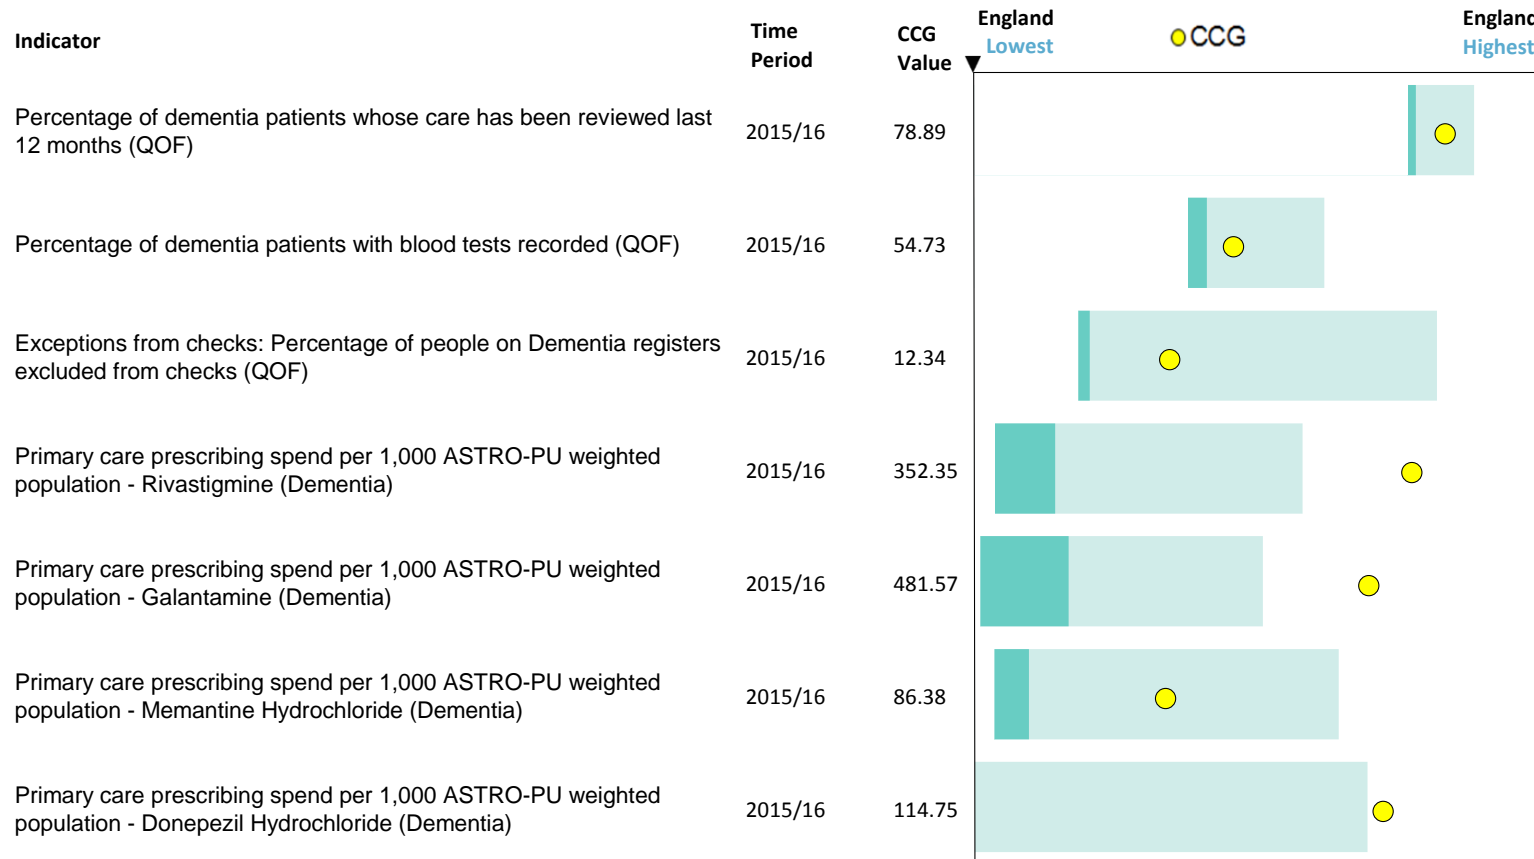 Indicator
Time
Period
CCG
Value
England
Lowest
CCG
England
Highest
Percentage of dementia patients whose care has been reviewed last
12 months (QOF)
2015/16
78.89
Percentage of dementia patients with blood tests recorded (QOF)
2015/16
54.73
Exceptions from checks: Percentage of people on Dementia registers
excluded from checks (QOF)
2015/16
12.34
Primary care prescribing spend per 1,000 ASTRO-PU weighted
population - Rivastigmine (Dementia)
2015/16
352.35
Primary care prescribing spend per 1,000 ASTRO-PU weighted
population - Galantamine (Dementia)
2015/16
481.57
Primary care prescribing spend per 1,000 ASTRO-PU weighted
population - Memantine Hydrochloride (Dementia)
2015/16
86.38
Primary care prescribing spend per 1,000 ASTRO-PU weighted
population - Donepezil Hydrochloride (Dementia)
2015/16
114.75